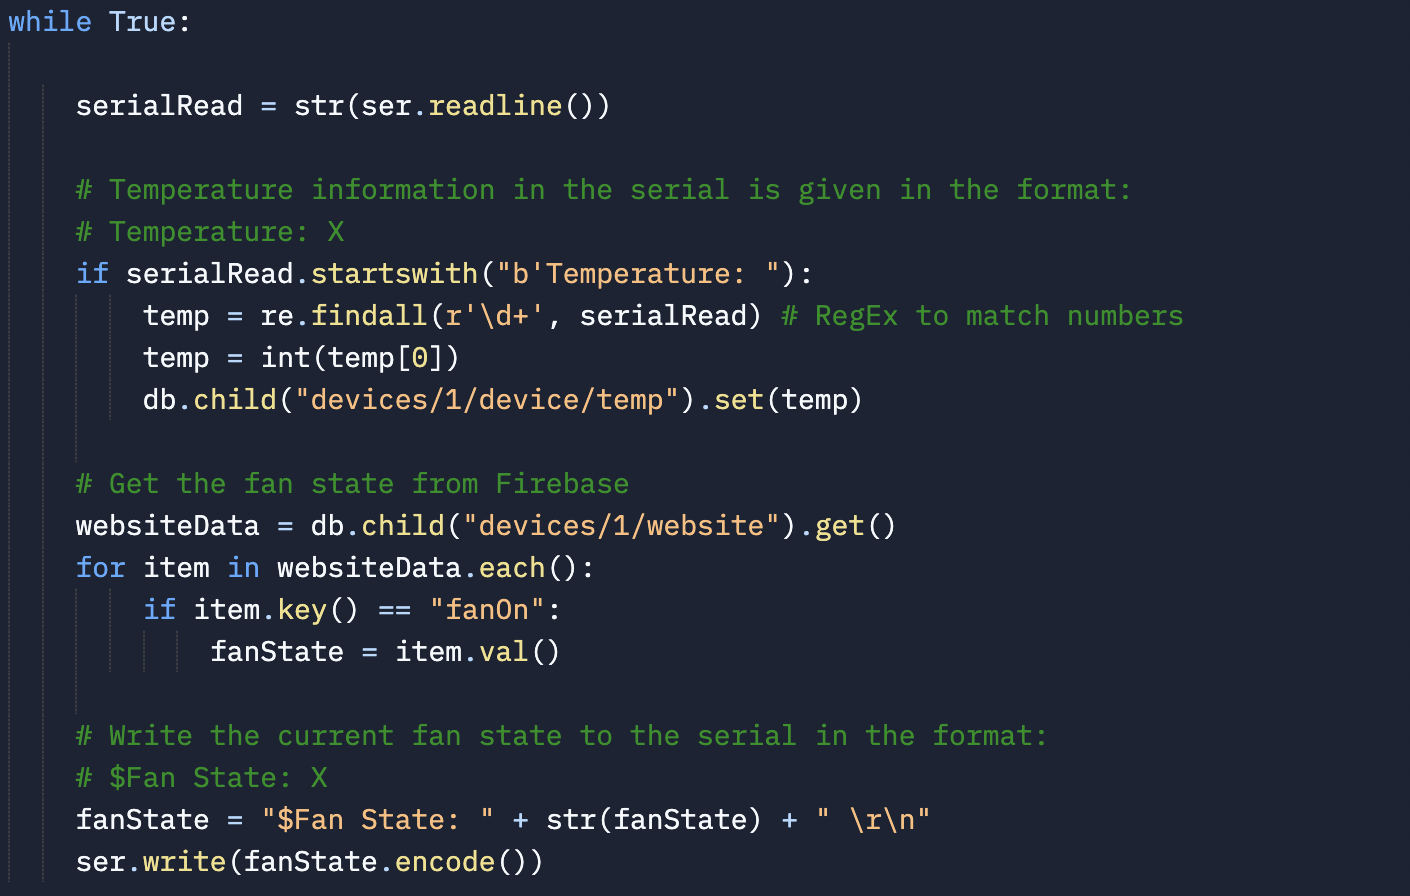 while True:
serialRead = str(ser.readline())
# Temperature information in the serial is given in the format:
# Temperature: X
if serialRead.startswith("b'Temperature: "):
temp = re.findall(r'\d+', serialRead) # RegEx to match numbers
temp = int(temp[0])
db.child("devices/1/device/temp").set(temp)
# Get the fan state from Firebase
websiteData = db.child("devices/1/website").get()
for item in websiteData.each():
if item.key() == "fanOn":
fanState = item.val()
# Write the current fan state to the serial in the format:
# $Fan State: X
fanState = "$Fan State: " + str(fanState) + " \r\n"
ser.write(fanState.encode())